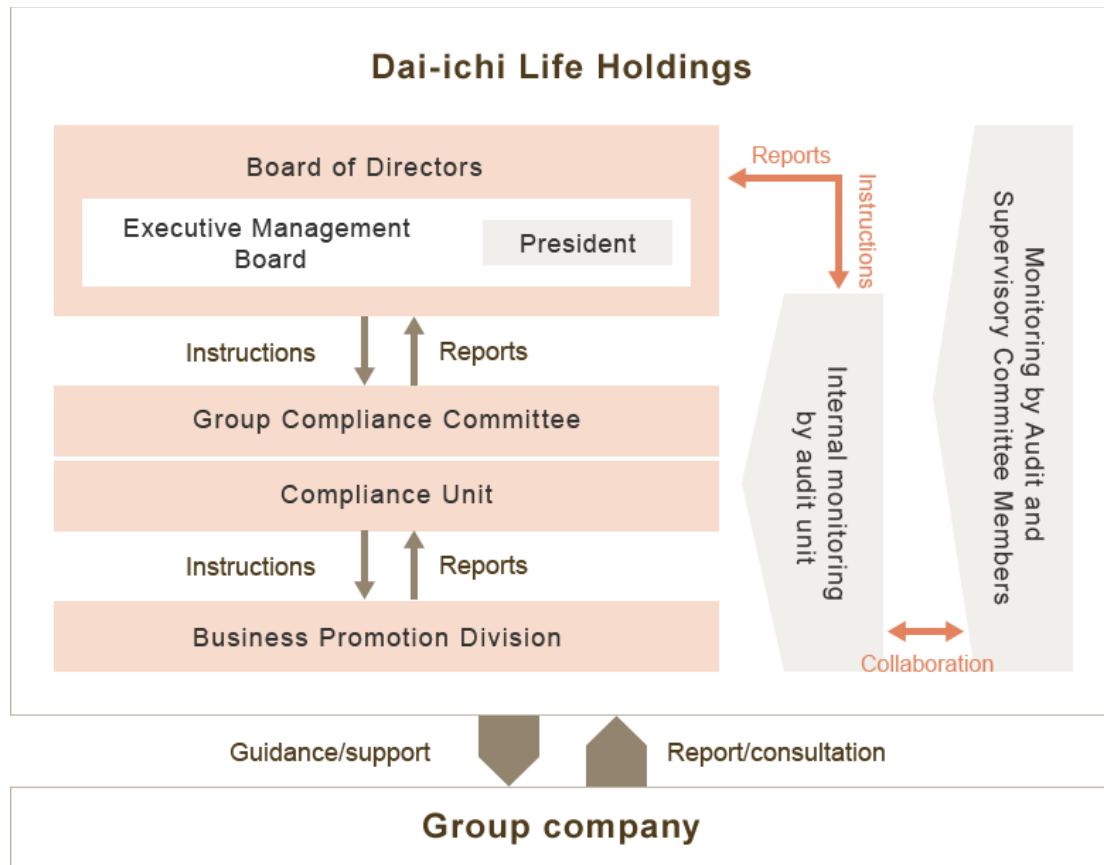 Dai-ichi Life Holdings
Board of Directors
Executive Management
Board
President
Reports
Instructions
Instructions
Reports
Group Compliance Committee
Compliance Unit
Instructions
Reports
Business Promotion Division
Internal monitoring
by audit unit
Monitoring by Audit and
Supervisory Committee Members
Collaboration
Guidance/support
Report/consultation
Group company